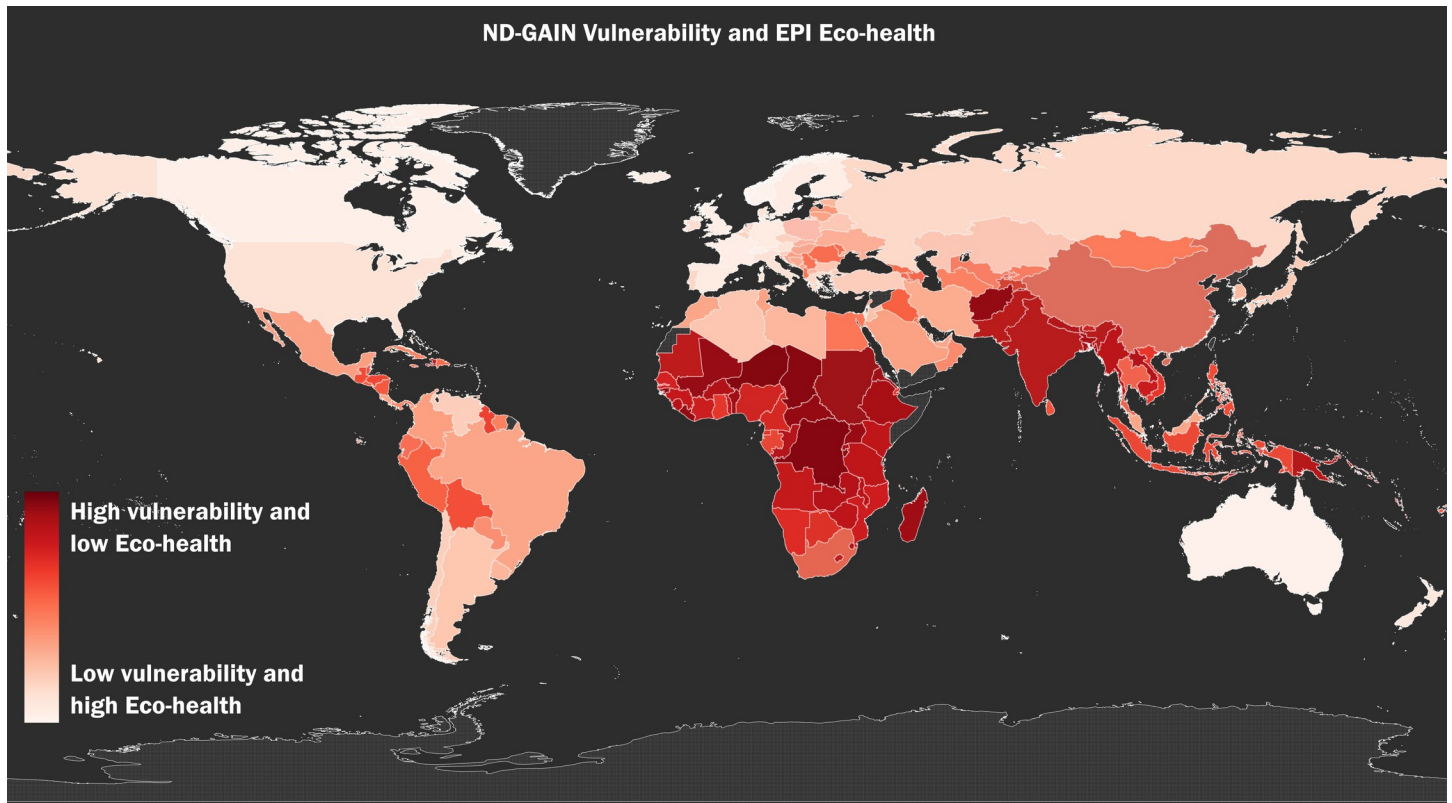 ND-GAIN Vulnerability and EPI Eco-health
High vulnerability and
low Eco-health
Low vulnerability and
high Eco-health